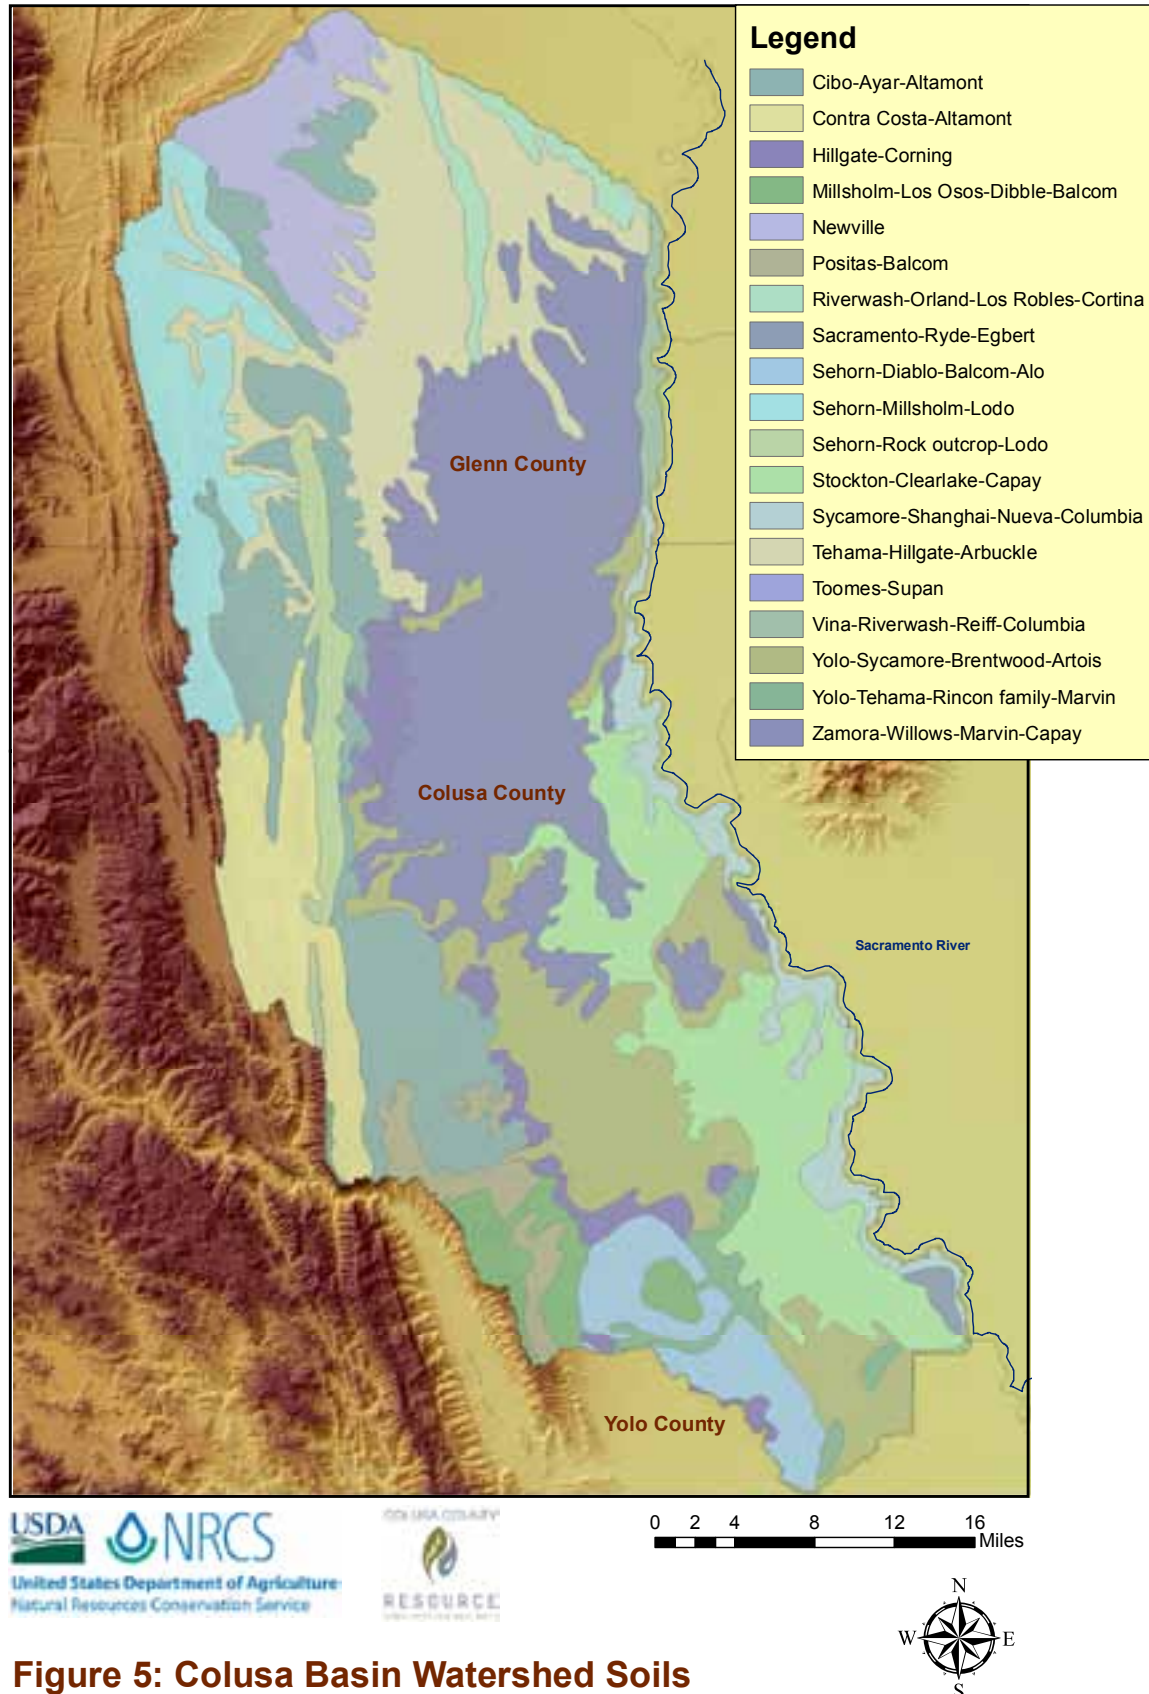 Legend
Cibo-Ayar-Altamont
Contra Costa-Altamont
Hillgate-Corning
Millsholm-Los Osos-Dibble-Balcom
Newville
Positas-Balcom
Riverwash-Orland-Los Robles-Cortina
Sacramento-Ryde-Egbert
Sehorn-Diablo-Balcom-Alo
Sehorn-Millsholm-Lodo
Sehorn-Rock outcrop-Lodo
Stockton-Clearlake-Capay
Sycamore-Shanghai-Nueva-Columbia
Tehama-Hillgate-Arbuckle
Toomes-Supan
Vina-Riverwash-Reiff-Columbia
Yolo-Sycamore-Brentwood-Artois
Yolo-Tehama-Rincon family-Marvin
Zamora-Willows-Marvin-Capay
Glenn County
Colusa County
Sacramento River
Yolo County
USDA NRCS
United States Department of Agriculture
Natural Resources Conservation Service
COLUSA COUNTY
RESOURCE
0 2 4 8 12 16
Miles
N
W E
S
Figure 5: Colusa Basin Watershed Soils